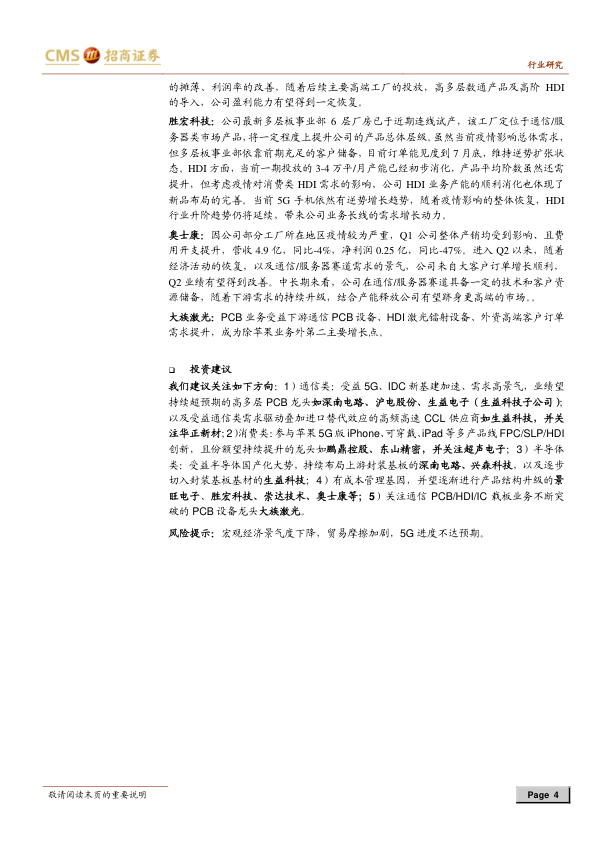 CMS 招商证券
行业研究
的摊薄、利润率的改善，随着后续主要高端工厂的投放，高多层数通产品及高阶 HDI
的导入，公司盈利能力有望得到一定恢复。
胜宏科技：公司最新多层板事业部 6 层厂房已于近期连线试产，该工厂定位于通信/服
务器类市场产品，将一定程度上提升公司的产品总体层级。虽然当前疫情影响总体需求，
但多层板事业部依靠前期充足的客户储备，目前订单能见度到 7 月底，维持逆势扩张状
态。HDI 方面，当前一期投放的 3-4 万平/月产能已经初步消化，产品平均阶数虽然还需
提升，但考虑疫情对消费类 HDI 需求的影响，公司 HDI 业务产能的顺利消化也体现了
新品布局的完善。当前 5G 手机依然有逆势增长趋势，随着疫情影响的整体恢复，HDI
行业升阶趋势仍将延续，带来公司业务长线的需求增长动力。
奥士康：因公司部分工厂所在地区疫情较为严重，Q1 公司整体产销均受到影响、且费
用开支提升，营收 4.9 亿，同比-4%，净利润 0.25 亿，同比-47%。进入 Q2 以来，随着
经济活动的恢复，以及通信/服务器赛道需求的景气，公司来自大客户订单增长顺利，
Q2 业绩有望得到改善。中长期来看，公司在通信/服务器赛道具备一定的技术和客户资
源储备，随着下游需求的持续升级，结合产能释放公司有望跻身更高端的市场。。
大族激光：PCB 业务受益下游通信 PCB 设备、HDI 激光镭射设备、外资高端客户订单
需求提升，成为除苹果业务外第二主要增长点。
❑ 投资建议
我们建议关注如下方向：1）通信类：受益 5G、IDC 新基建加速、需求高景气，业绩望
持续超预期的高多层 PCB 龙头如深南电路、沪电股份、生益电子（生益科技子公司）；
以及受益通信类需求驱动叠加进口替代效应的高频高速 CCL 供应商如生益科技，并关
注华正新材；2）消费类：参与苹果 5G 版 iPhone、可穿戴、iPad 等多产品线 FPC/SLP/HDI
创新，且份额望持续提升的龙头如鹏鼎控股、东山精密，并关注超声电子；3）半导体
类：受益半导体国产化大势，持续布局上游封装基板的深南电路、兴森科技，以及逐步
切入封装基板基材的生益科技；4）有成本管理基因，并望逐渐进行产品结构升级的景
旺电子、胜宏科技、崇达技术、奥士康等；5）关注通信 PCB/HDI/IC 载板业务不断突
破的 PCB 设备龙头大族激光。
风险提示：宏观经济景气度下降，贸易摩擦加剧，5G 进度不达预期。
敬请阅读末页的重要说明
Page 4